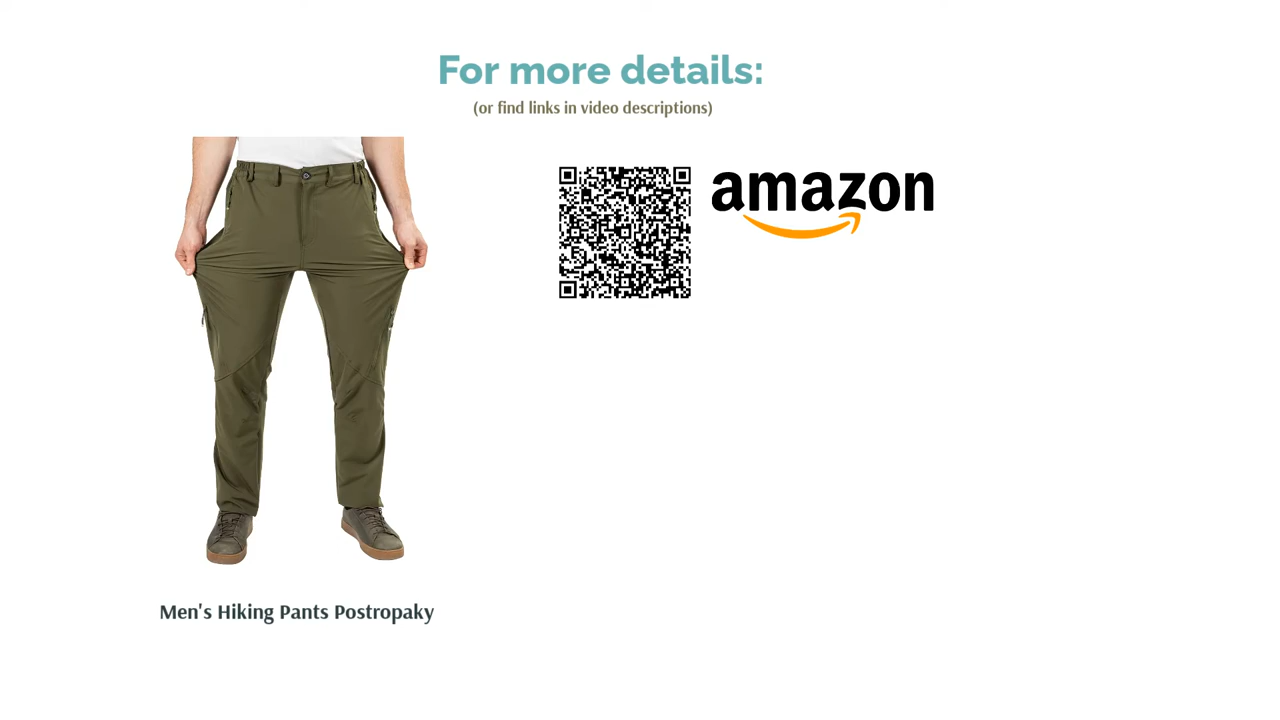 For more details:
(or find links in video descriptions)
amazon
Men's Hiking Pants Postropaky